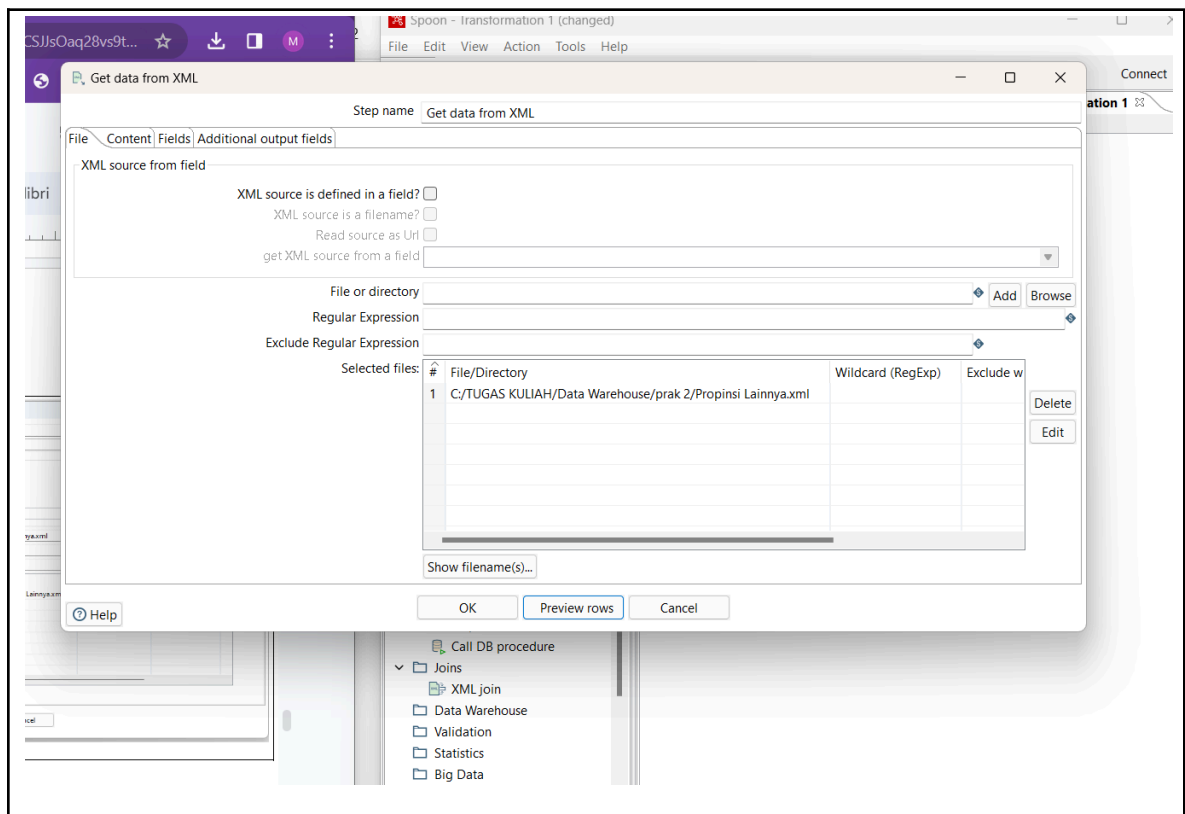 CSJJsOaq28vs9t...
M
Spoon - Transformation 1 (changed)
File Edit View Action Tools Help
Connect
Get data from XML
ation 1
Step name Get data from XML
File Content Fields Additional output fields
XML source from field
libri
XML source is defined in a field?
XML source is a filename?
Read source as Url
get XML source from a field
File or directory Add Browse
Regular Expression
Exclude Regular Expression
Selected files: # File/Directory Wildcard (RegExp) Exclude w
1 C:/TUGAS KULIAH/Data Warehouse/prak 2/Propinsi Lainnya.xml
Delete
Edit
nya.xml
Show filename(s)...
Lainnya.xm
Help OK Preview rows Cancel
Call DB procedure
Joins
XML join
Data Warehouse
ncel
Validation
Statistics
Big Data